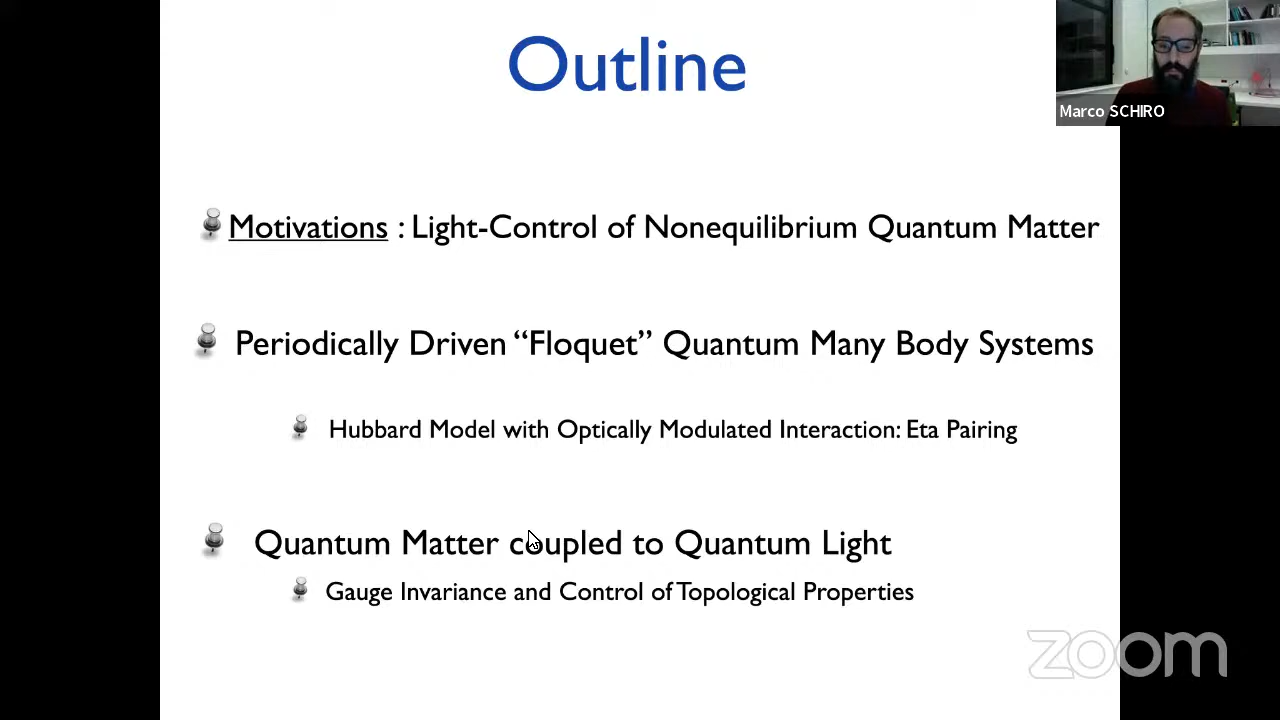 Outline
Marco SCHIRO
Motivations : Light-Control of Nonequilibrium Quantum Matter
Periodically Driven “Floquet” Quantum Many Body Systems
Hubbard Model with Optically Modulated Interaction: Eta Pairing
Quantum Matter coupled to Quantum Light
Gauge Invariance and Control of Topological Properties
zoom